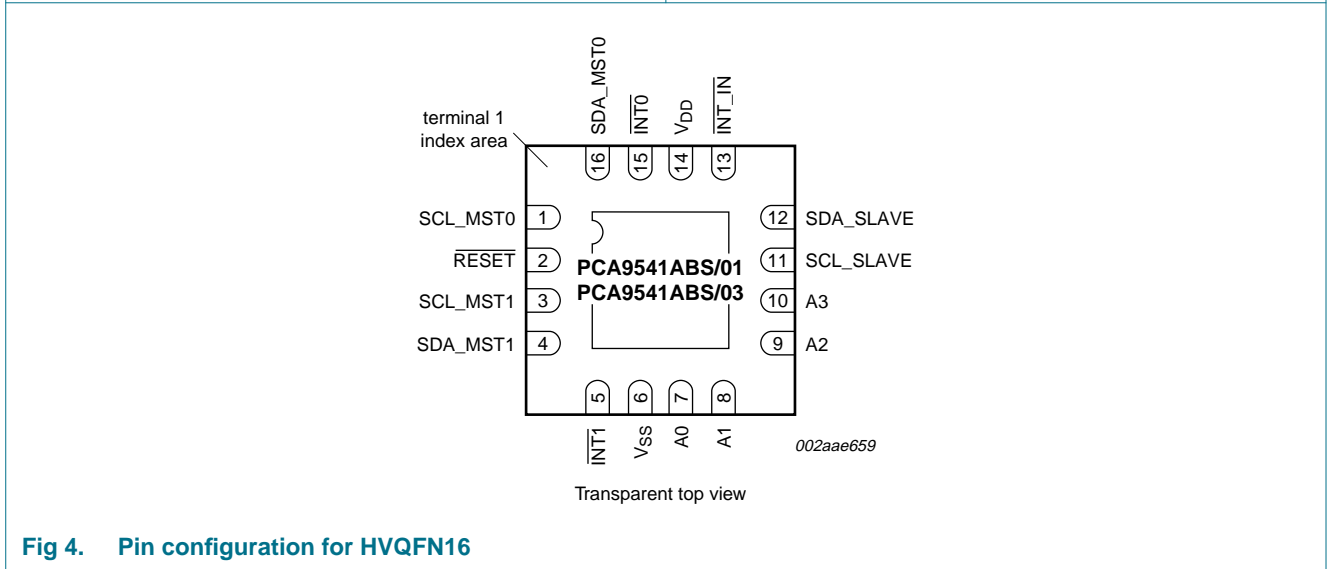 SDA_MST0
INT0
VDD
INT_IN
terminal 1
index area
16
15
14
13
SCL_MST0 1
12 SDA_SLAVE
RESET 2
11 SCL_SLAVE
PCA9541ABS/01
PCA9541ABS/03
SCL_MST1 3
10 A3
SDA_MST1 4
9 A2
5
6
7
8
INT1
VSS
A0
A1
002aae659
Transparent top view
Fig 4. Pin configuration for HVQFN16